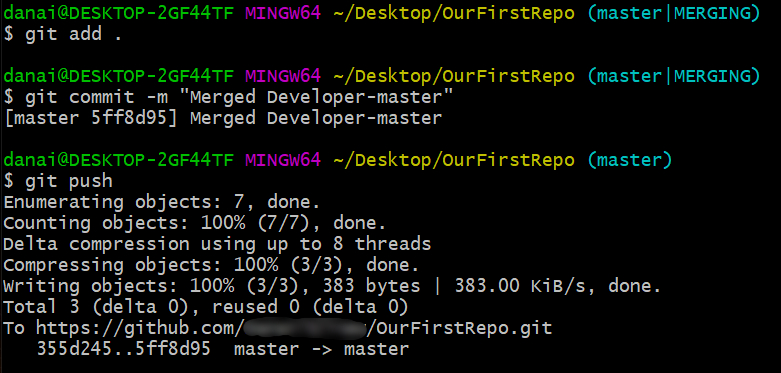 danai@DESKTOP-2GF44TF MINGW64 ~/Desktop/OurFirstRepo (master|MERGING)
$ git add .
danai@DESKTOP-2GF44TF MINGW64 ~/Desktop/OurFirstRepo (master|MERGING)
$ git commit -m "Merged Developer-master"
[master 5ff8d95] Merged Developer-master
danai@DESKTOP-2GF44TF MINGW64 ~/Desktop/OurFirstRepo (master)
$ git push
Enumerating objects: 7, done.
Counting objects: 100% (7/7), done.
Delta compression using up to 8 threads
Compressing objects: 100% (3/3), done.
Writing objects: 100% (3/3), 383 bytes | 383.00 KiB/s, done.
Total 3 (delta 0), reused 0 (delta 0)
To https://github.com/ /OurFirstRepo.git
355d245..5ff8d95 master -> master